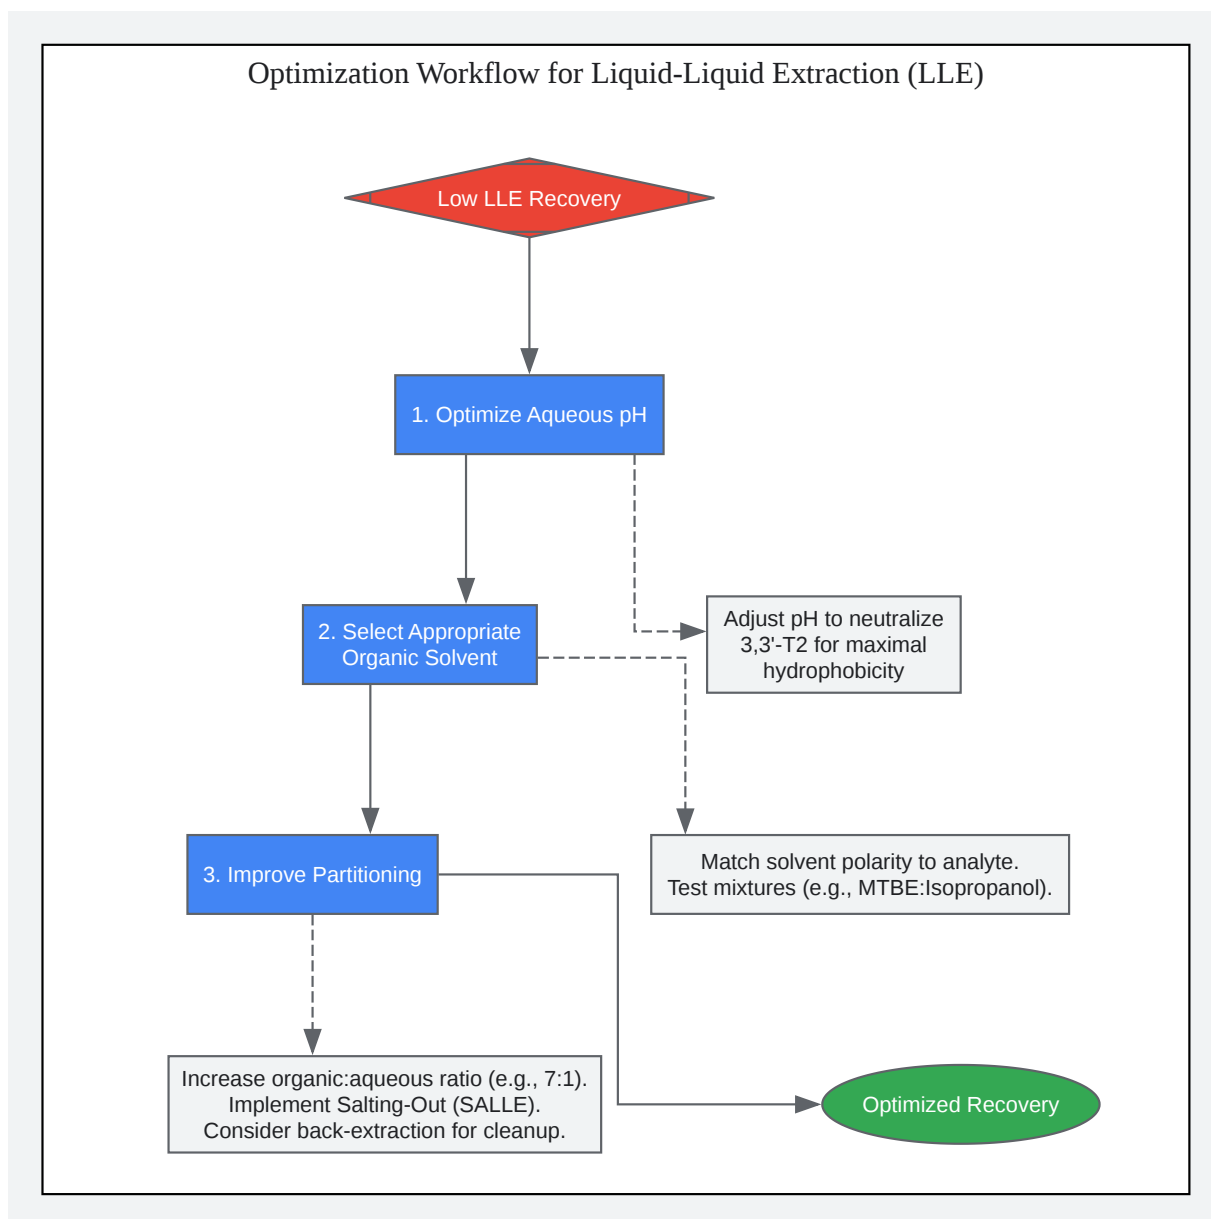 Optimization Workflow for Liquid-Liquid Extraction (LLE)
Low LLE Recovery
1. Optimize Aqueous pH
2. Select Appropriate
Organic Solvent
Adjust pH to neutralize
3,3'-T2 for maximal
hydrophobicity
3. Improve Partitioning
Match solvent polarity to analyte.
Test mixtures (e.g., MTBE:Isopropanol).
Increase organic:aqueous ratio (e.g., 7:1).
Implement Salting-Out (SALLE).
Consider back-extraction for cleanup.
Optimized Recovery